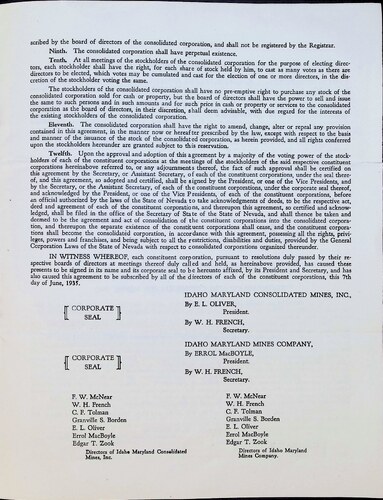 scribed by the board of directors of the consolidated corporation, and shall not be registered by the Registrar.
Ninth. The consolidated corporation shall have perpetual existence.
Tenth. At all meetings of the stockholders of the consolidated corporation for the purpose of electing direc-
tors, each stockholder shall have the right, for each share of stock held by him, to cast as many votes as there are
directors to be elected, which votes may be cumulated and cast for the election of one or more directors, in the dis-
cretion of the stockholder voting the same.
The stockholders of the consolidated corporation shall have no pre-emptive right to purchase any stock of the
consolidated corporation sold for cash or property, but the board of directors shall have the power to sell and issue
the same to such persons and in such amounts and for such price in cash or property or services to the consolidated
corporation as the board of directors, in their discretion, shall deem advisable, with due regard for the interests of
the existing stockholders of the consolidated corporation.
Eleventh. The consolidated corporation shall have the right to amend, change, alter or repeal any provision
contained in this agreement, in the manner now or hereafter prescribed by the law, except with respect to the basis
and manner of issuance of the stock of the consolidated corporation, as herein provided, and all rights conferred
upon the stockholders hereunder are granted subject to this reservation.
Twelfth. Upon the approval and adoption of this agreement by a majority of the voting power of the stock-
holders of each of the constituent corporations at the meetings of the stockholders of the said respective constituent
corporations hereinabove referred to, or adjournments thereof, the fact of such approval shall be certified on
this agreement by the Secretary, or Assistant Secretary, of each of the constituent corporations, under the seal there-
of, and this agreement, as adopted and certified, shall be signed by the President, or one of the Vice Presidents, and
by the Secretary, or the Assistant Secretary, of each of the constituent corporations, under the corporate seal thereof,
and acknowledged by the President, or one of the Vice Presidents, of each of the constituent corporations, before
an official authorized by the laws of the State of Nevada to take acknowledgments of deeds, to be the respective act,
deed and agreement of each of the constituent corporations, and thereupon this agreement, so certified and acknow-
ledged, shall be filed in the office of the Secretary of State of the State of Nevada, and shall thence be taken and
deemed to be the agreement and act of consolidation of the constituent corporations into the consolidated corpora-
tion, and thereupon the separate existence of the constituent corporations shall cease, and the constituent corpora-
tions shall become the consolidated corporation, in accordance with this agreement, possessing all the rights, privi-
leges, powers and franchises, and being subject to all the restrictions, disabilities and duties, provided by the General
Corporation Laws of the State of Nevada with respect to consolidated corporations organized thereunder.
IN WITNESS WHEREOF, each constituent corporation, pursuant to resolutions duly passed by their re-
spective boards of directors at meetings thereof duly called and held, as hereinabove provided, has caused these
presents to be signed in its name and its corporate seal to be hereunto affixed, by its President and Secretary, and has
also caused this agreement to be subscribed by all of the directors of each of the constituent corporations, this 7th
day of June, 1935.
CORPORATE
SEAL
IDAHO MARYLAND CONSOLIDATED MINES, INC.,
By E. L. OLIVER,
President.
By W. H. FRENCH,
Secretary.
CORPORATE
SEAL
IDAHO MARYLAND MINES COMPANY,
By ERROL MacBOYLE,
President.
By W. H. FRENCH,
Secretary.
F. W. McNear
W. H. French
C. F. Tolman
Granville S. Borden
E. L. Oliver
Errol MacBoyle
Edgar T. Zook
Directors of Idaho Maryland Consolidated
Mines, Inc.
F. W. McNear
W. H. French
C. F. Tolman
Granville S. Borden
E. L. Oliver
Errol MacBoyle
Edgar T. Zook
Directors of Idaho Maryland
Mines Company.